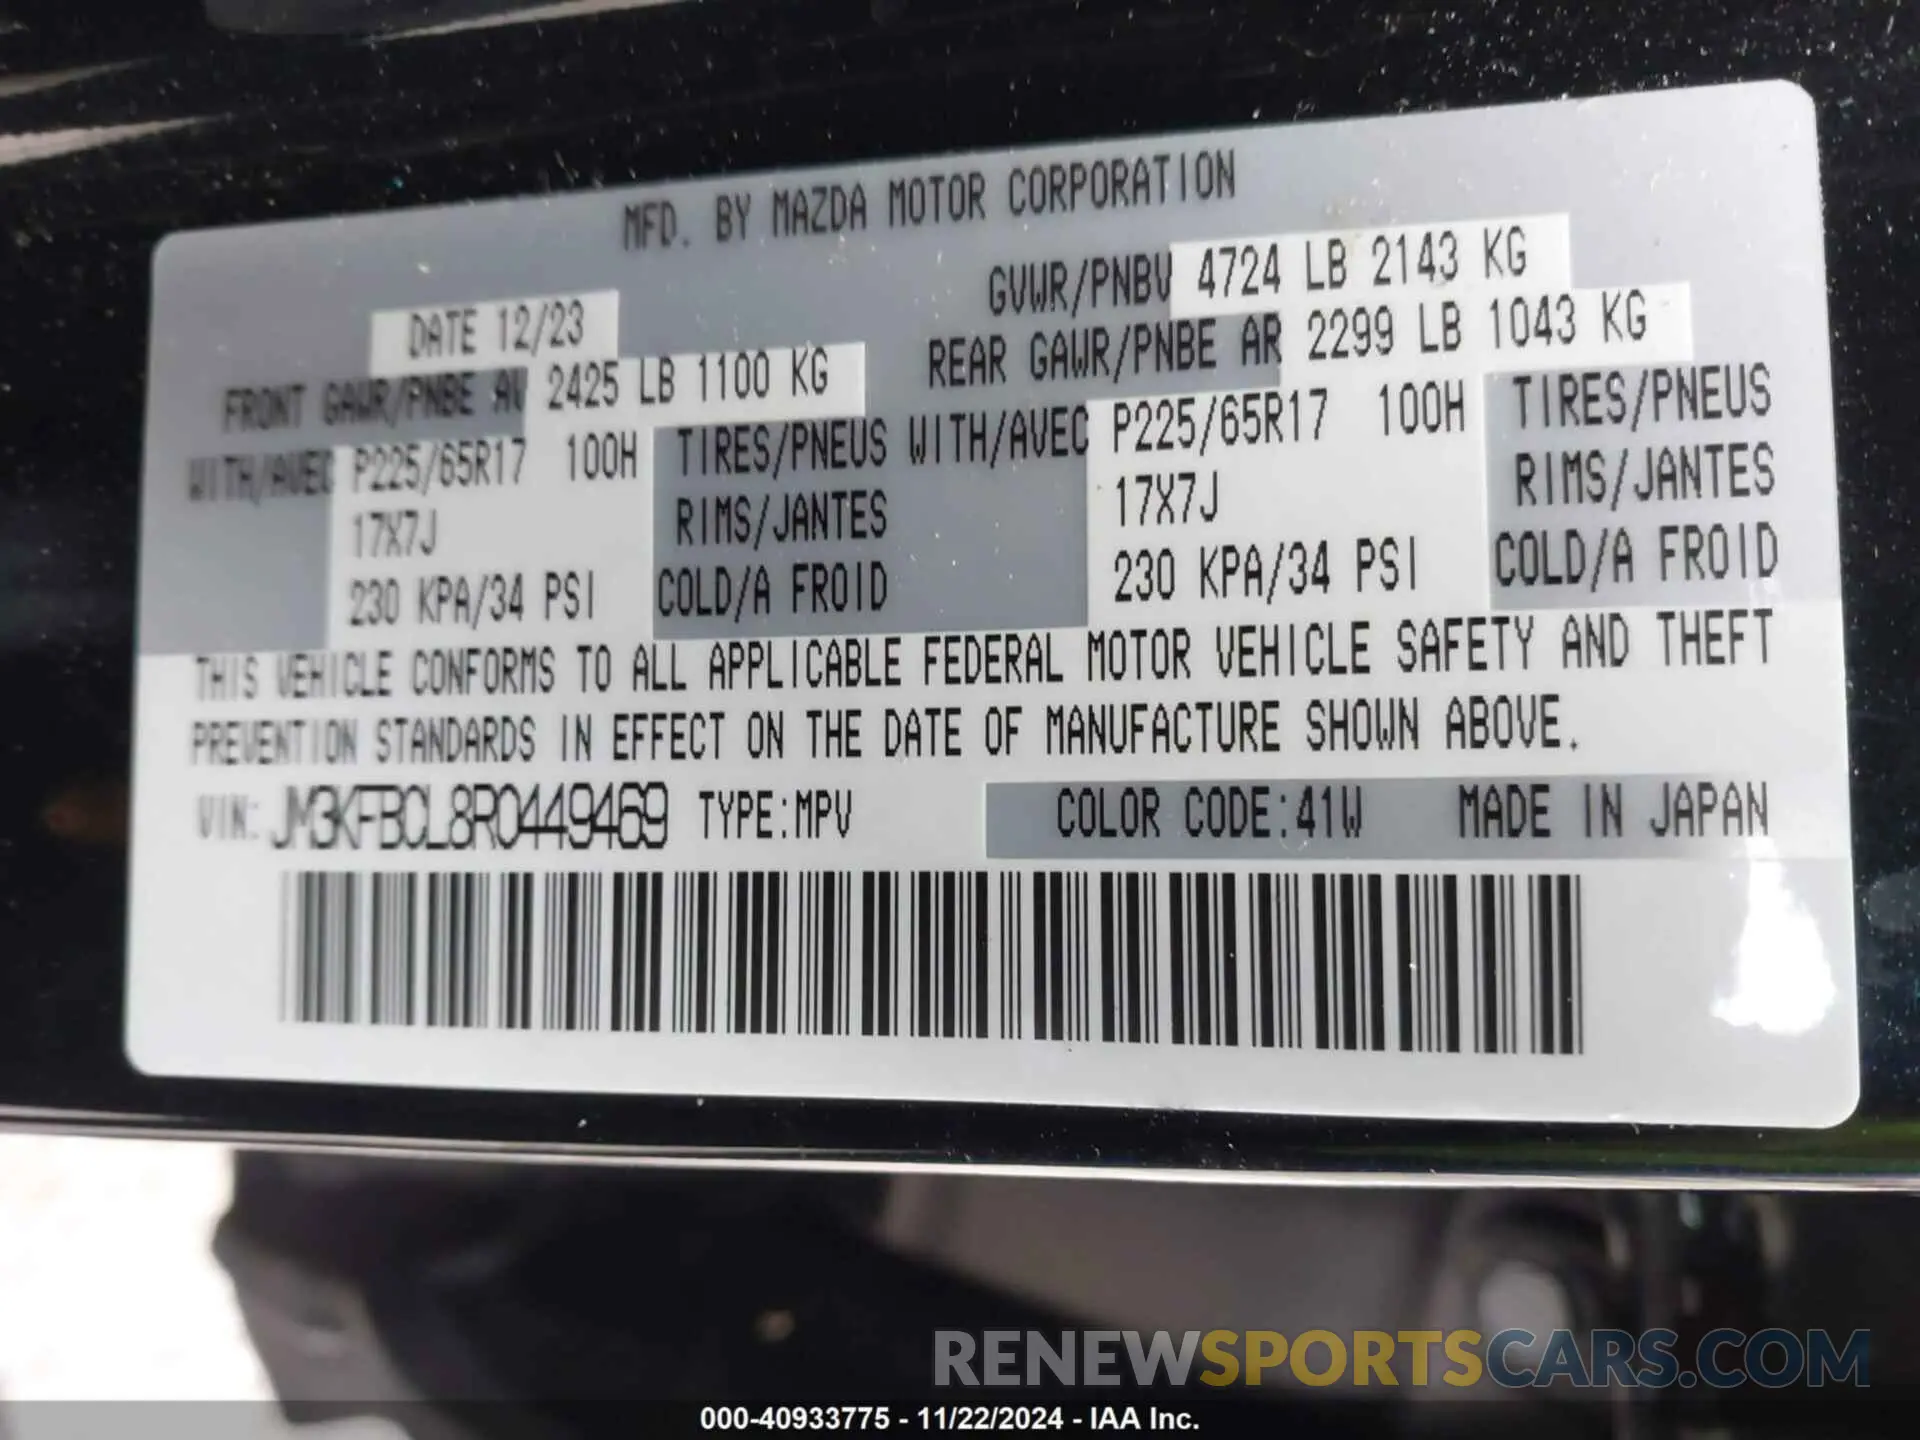 MFD. BY MAZDA MOTOR CORPORATION
DATE 12/23
GVWR/PNBV 4724 LB 2143 KG
FRONT GAWR/PNBE AV 2425 LB 1100 KG
REAR GAWR/PNBE AR 2299 LB 1043 KG
WITH/AVEC P225/65R17 100H TIRES/PNEUS WITH/AVEC P225/65R17 100H TIRES/PNEUS
17X7J RIMS/JANTES 17X7J RIMS/JANTES
230 KPA/34 PSI COLD/A FROID 230 KPA/34 PSI COLD/A FROID
THIS VEHICLE CONFORMS TO ALL APPLICABLE FEDERAL MOTOR VEHICLE SAFETY AND THEFT
PREVENTION STANDARDS IN EFFECT ON THE DATE OF MANUFACTURE SHOWN ABOVE.
VIN: JM3KFBCL8R0449469 TYPE:MPV COLOR CODE:41W MADE IN JAPAN
RENEWSPORTSCARS.COM
000-40933775 - 11/22/2024 - IAA Inc.